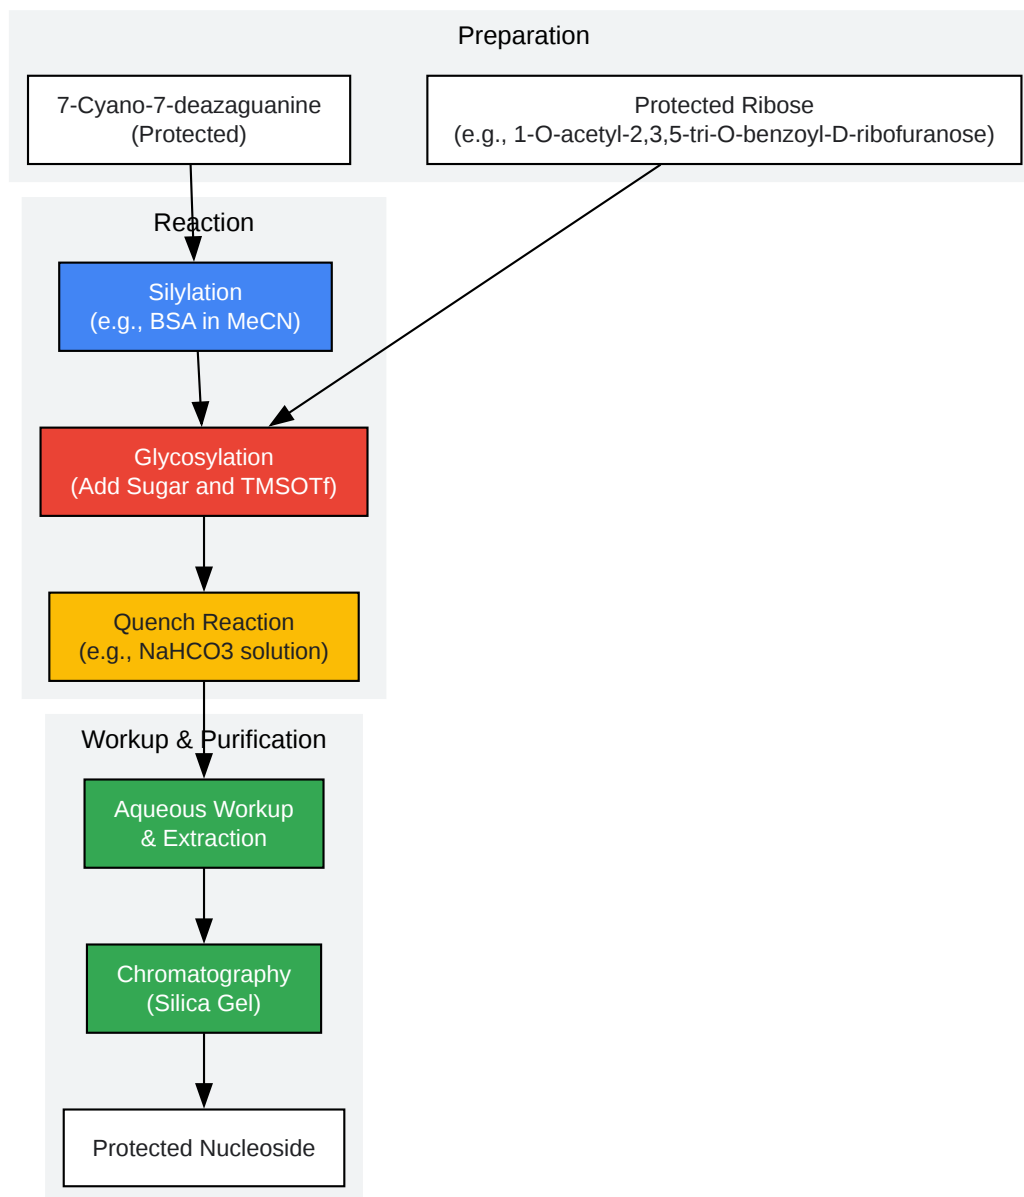 Preparation
7-Cyano-7-deazaguanine
(Protected)
Protected Ribose
(e.g., 1-O-acetyl-2,3,5-tri-O-benzoyl-D-ribofuranose)
Reaction
Silylation
(e.g., BSA in MeCN)
Glycosylation
(Add Sugar and TMSOTf)
Quench Reaction
(e.g., NaHCO3 solution)
Workup & Purification
Aqueous Workup
& Extraction
Chromatography
(Silica Gel)
Protected Nucleoside